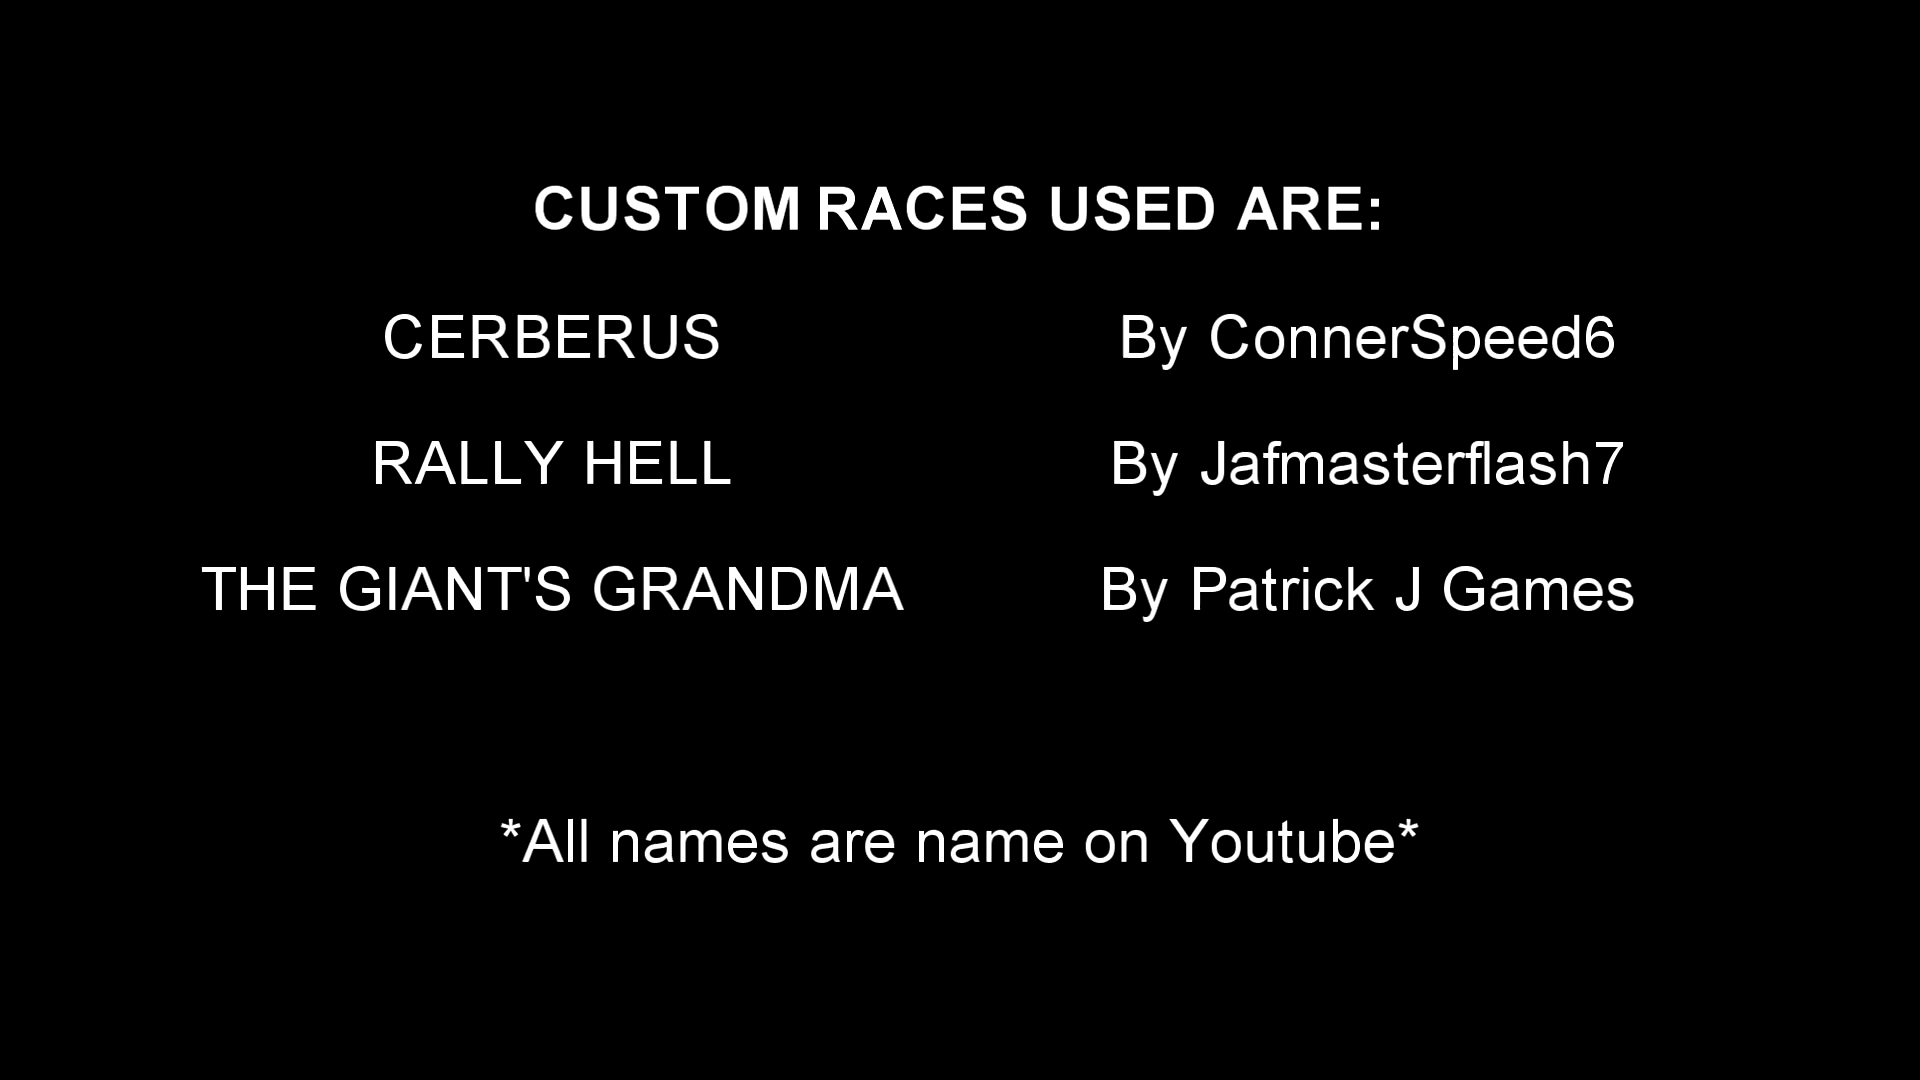 CUSTOM RACES USED ARE:
CERBERUS By ConnerSpeed6
RALLY HELL By Jafmasterflash7
THE GIANT'S GRANDMA By Patrick J Games
*All names are name on Youtube*